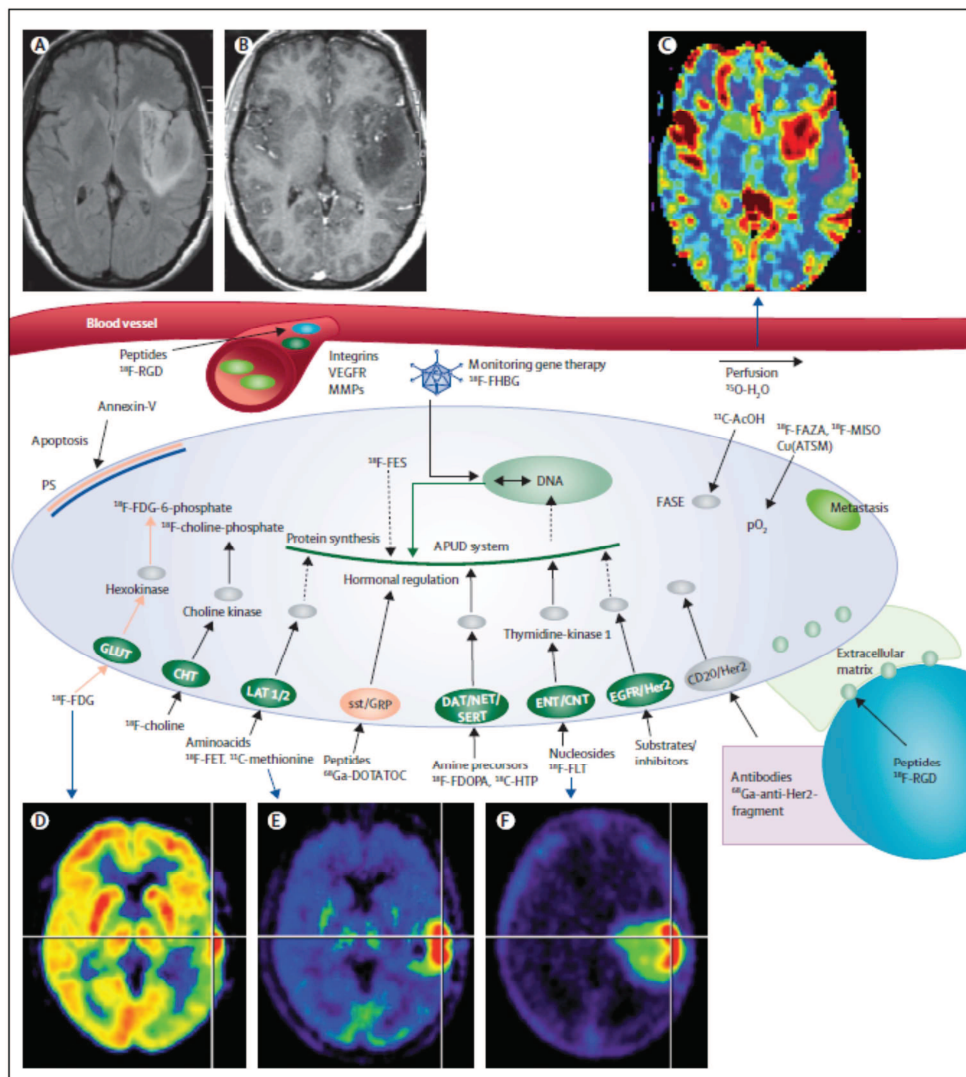 A
B
C
Blood vessel
Peptides
¹⁸F-RGD
Integrins
VEGFR
MMPs
Monitoring gene therapy
¹⁸F-FHBG
Perfusion
¹⁵O-H₂O
Annexin-V
Apoptosis
PS
¹¹C-AcOH
¹⁸F-FAZA, ¹⁸F-MISO
Cu(ATSM)
¹⁸F-FES
DNA
FASE
pO₂
Metastasis
¹⁸F-FDG-6-phosphate
¹⁸F-choline-phosphate
Protein synthesis
APUD system
Hormonal regulation
Hexokinase
Choline kinase
Thymidine-kinase 1
GLUT
CHT
LAT 1/2
sst/GRP
DAT/NET/
SERT
ENT/CNT
EGFR/Her2
CD20/Her2
Extracellular
matrix
¹⁸F-FDG
¹⁸F-choline
Aminoacids
¹⁸F-FET, ¹¹C-methionine
Peptides
⁶⁸Ga-DOTATOC
Amine precursors
¹⁸F-FDOPA, ¹⁸C-HTP
Nucleosides
¹⁸F-FLT
Substrates/
inhibitors
Antibodies
⁶⁸Ga-anti-Her2-
fragment
Peptides
¹⁸F-RGD
D
E
F